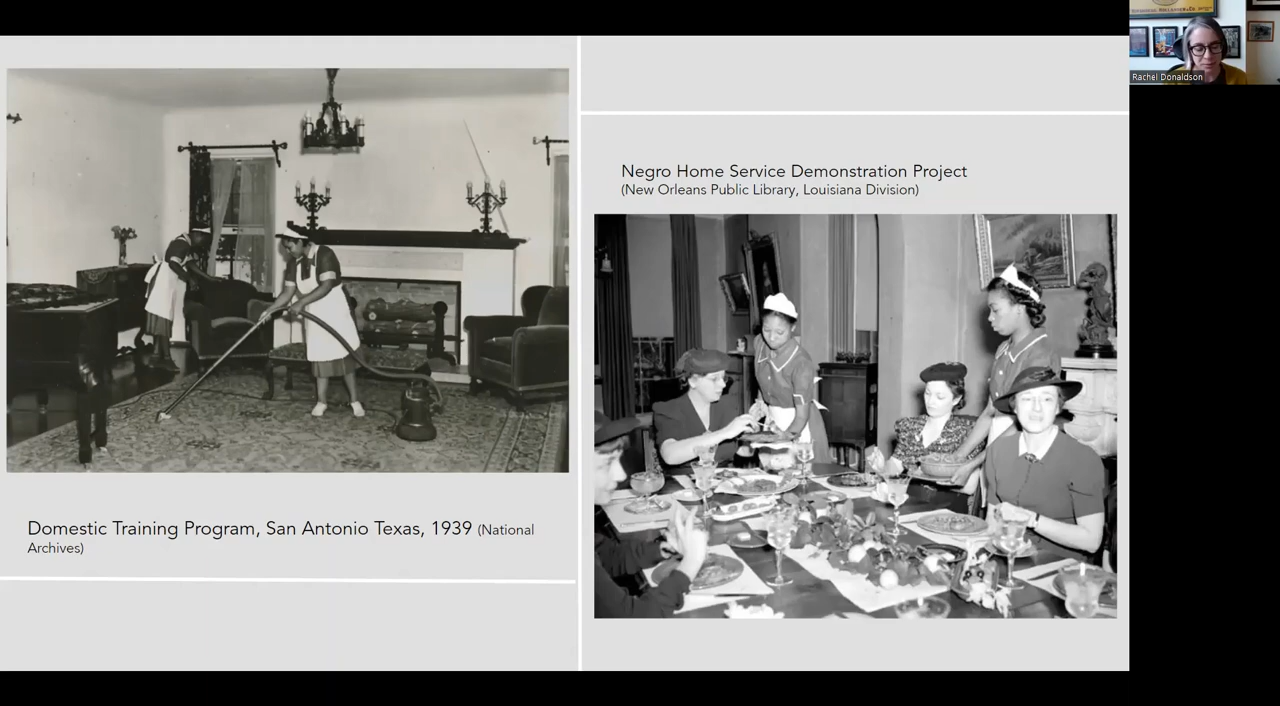 Domestic Training Program, San Antonio Texas, 1939 (National
Archives)
Negro Home Service Demonstration Project
(New Orleans Public Library, Louisiana Division)
Rachel Donaldson